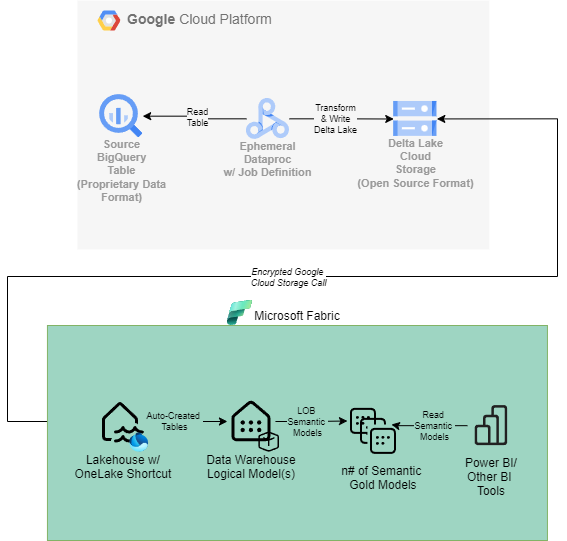 Google Cloud Platform
Read
Table
Transform
& Write
Delta Lake
Source
BigQuery
Table
(Proprietary Data
Format)
Ephemeral
Dataproc
w/ Job Definition
Delta Lake
Cloud
Storage
(Open Source Format)
Encrypted Google
Cloud Storage Call
Microsoft Fabric
Auto-Created
Tables
LOB
Semantic
Models
Read
Semantic
Models
Lakehouse w/
OneLake Shortcut
Data Warehouse
Logical Model(s)
n# of Semantic
Gold Models
Power BI/
Other BI
Tools